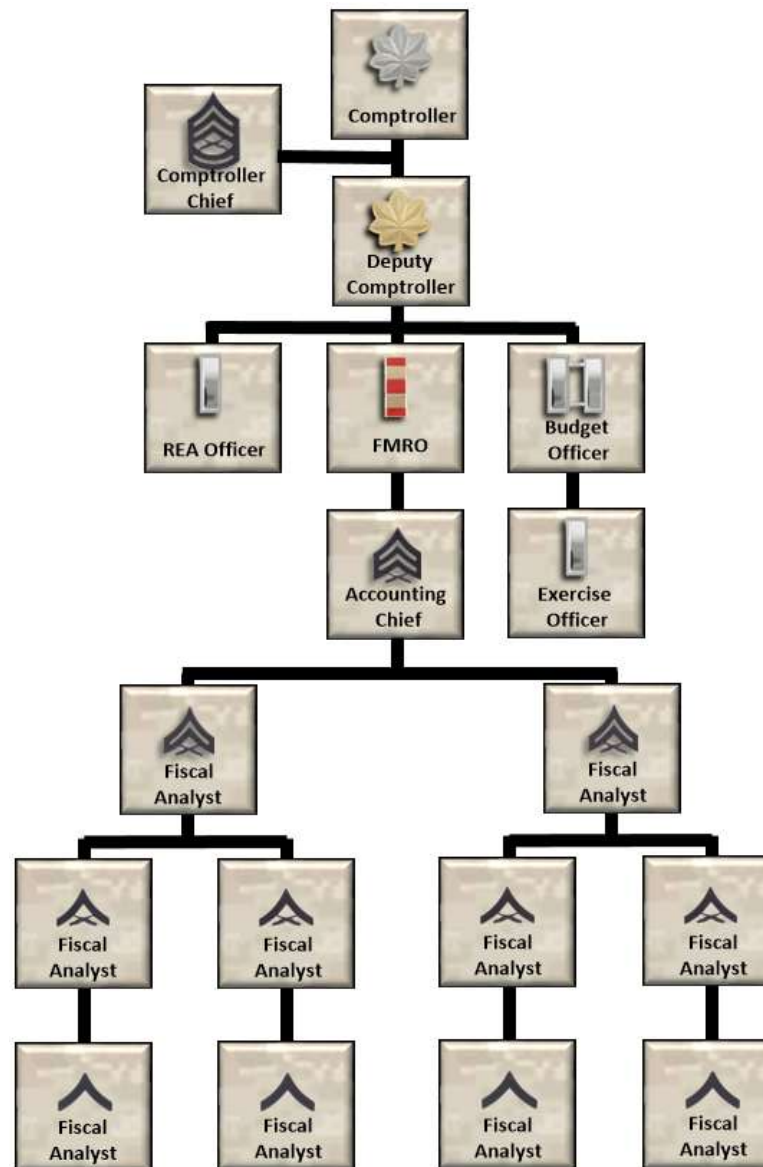 Comptroller
Comptroller
Chief
Deputy
Comptroller
REA Officer
FMRO
Budget
Officer
Accounting
Chief
Exercise
Officer
Fiscal
Analyst
Fiscal
Analyst
Fiscal
Analyst
Fiscal
Analyst
Fiscal
Analyst
Fiscal
Analyst
Fiscal
Analyst
Fiscal
Analyst
Fiscal
Analyst
Fiscal
Analyst